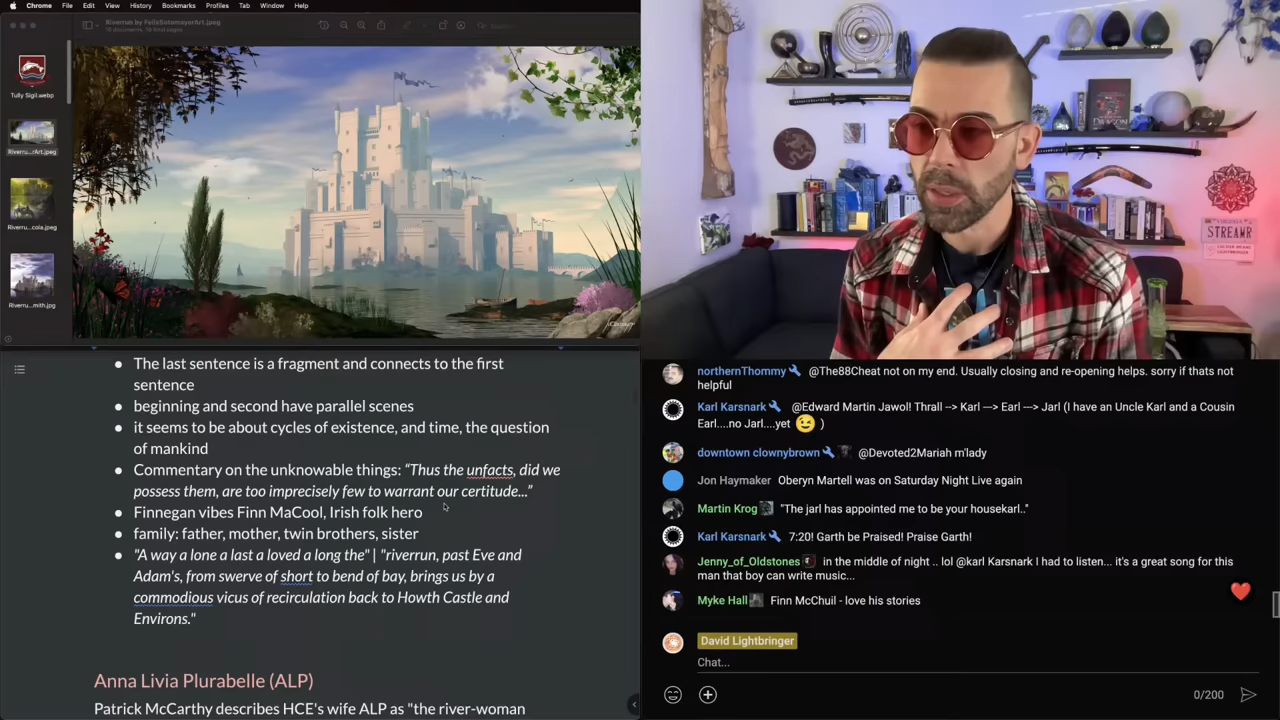 Chrome File Edit View History Bookmarks Profiles Tab Window Help
Riverrun by FelixSotomayorArt.jpeg
Tully Sigil.webp
Riverru...rArt.jpeg
Riverru...cola.jpeg
Riverru...mith.jpg
The last sentence is a fragment and connects to the first
sentence
beginning and second have parallel scenes
it seems to be about cycles of existence, and time, the question
of mankind
Commentary on the unknowable things: "Thus the unfacts, did we
possess them, are too imprecisely few to warrant our certitude..."
Finnegan vibes Finn MaCool, Irish folk hero
family: father, mother, twin brothers, sister
"A way a lone a last a loved a long the" | "riverrun, past Eve and
Adam's, from swerve of short to bend of bay, brings us by a
commodious vicus of recirculation back to Howth Castle and
Environs."
Anna Livia Plurabelle (ALP)
Patrick McCarthy describes HCE's wife ALP as "the river-woman
DRAGON
STREAMR
northernThommy @The88Cheat not on my end. Usually closing and re-opening helps. sorry if thats not
helpful
Karl Karsnark @Edward Martin Jawol! Thrall --> Karl ---> Earl ---> Jarl (I have an Uncle Karl and a Cousin
Earl....no Jarl....yet 😉 )
downtown clownybrown @Devoted2Mariah m'lady
Jon Haymaker Oberyn Martell was on Saturday Night Live again
Martin Krog "The jarl has appointed me to be your housekarl.."
Karl Karsnark 7:20! Garth be Praised! Praise Garth!
Jenny_of_Oldstones in the middle of night .. lol @karl Karsnark I had to listen... it's a great song for this
man that boy can write music...
Myke Hall Finn McChuil - love his stories
David Lightbringer
Chat...
0/200